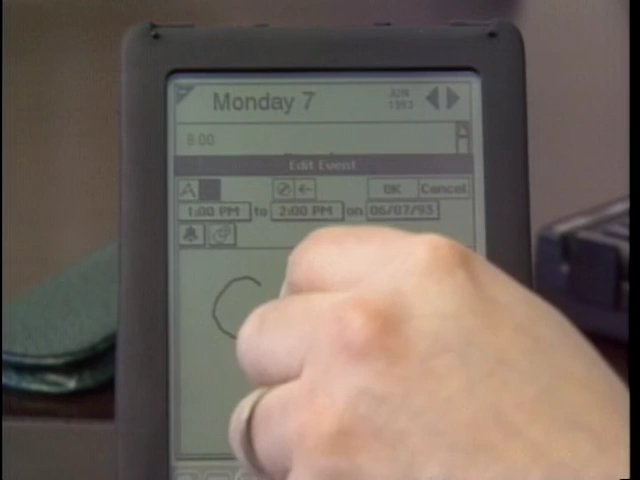 Monday 7
JUN
1993
8:00
Edit Event
A
OK Cancel
1:00 PM to 2:00 PM on 06/07/93